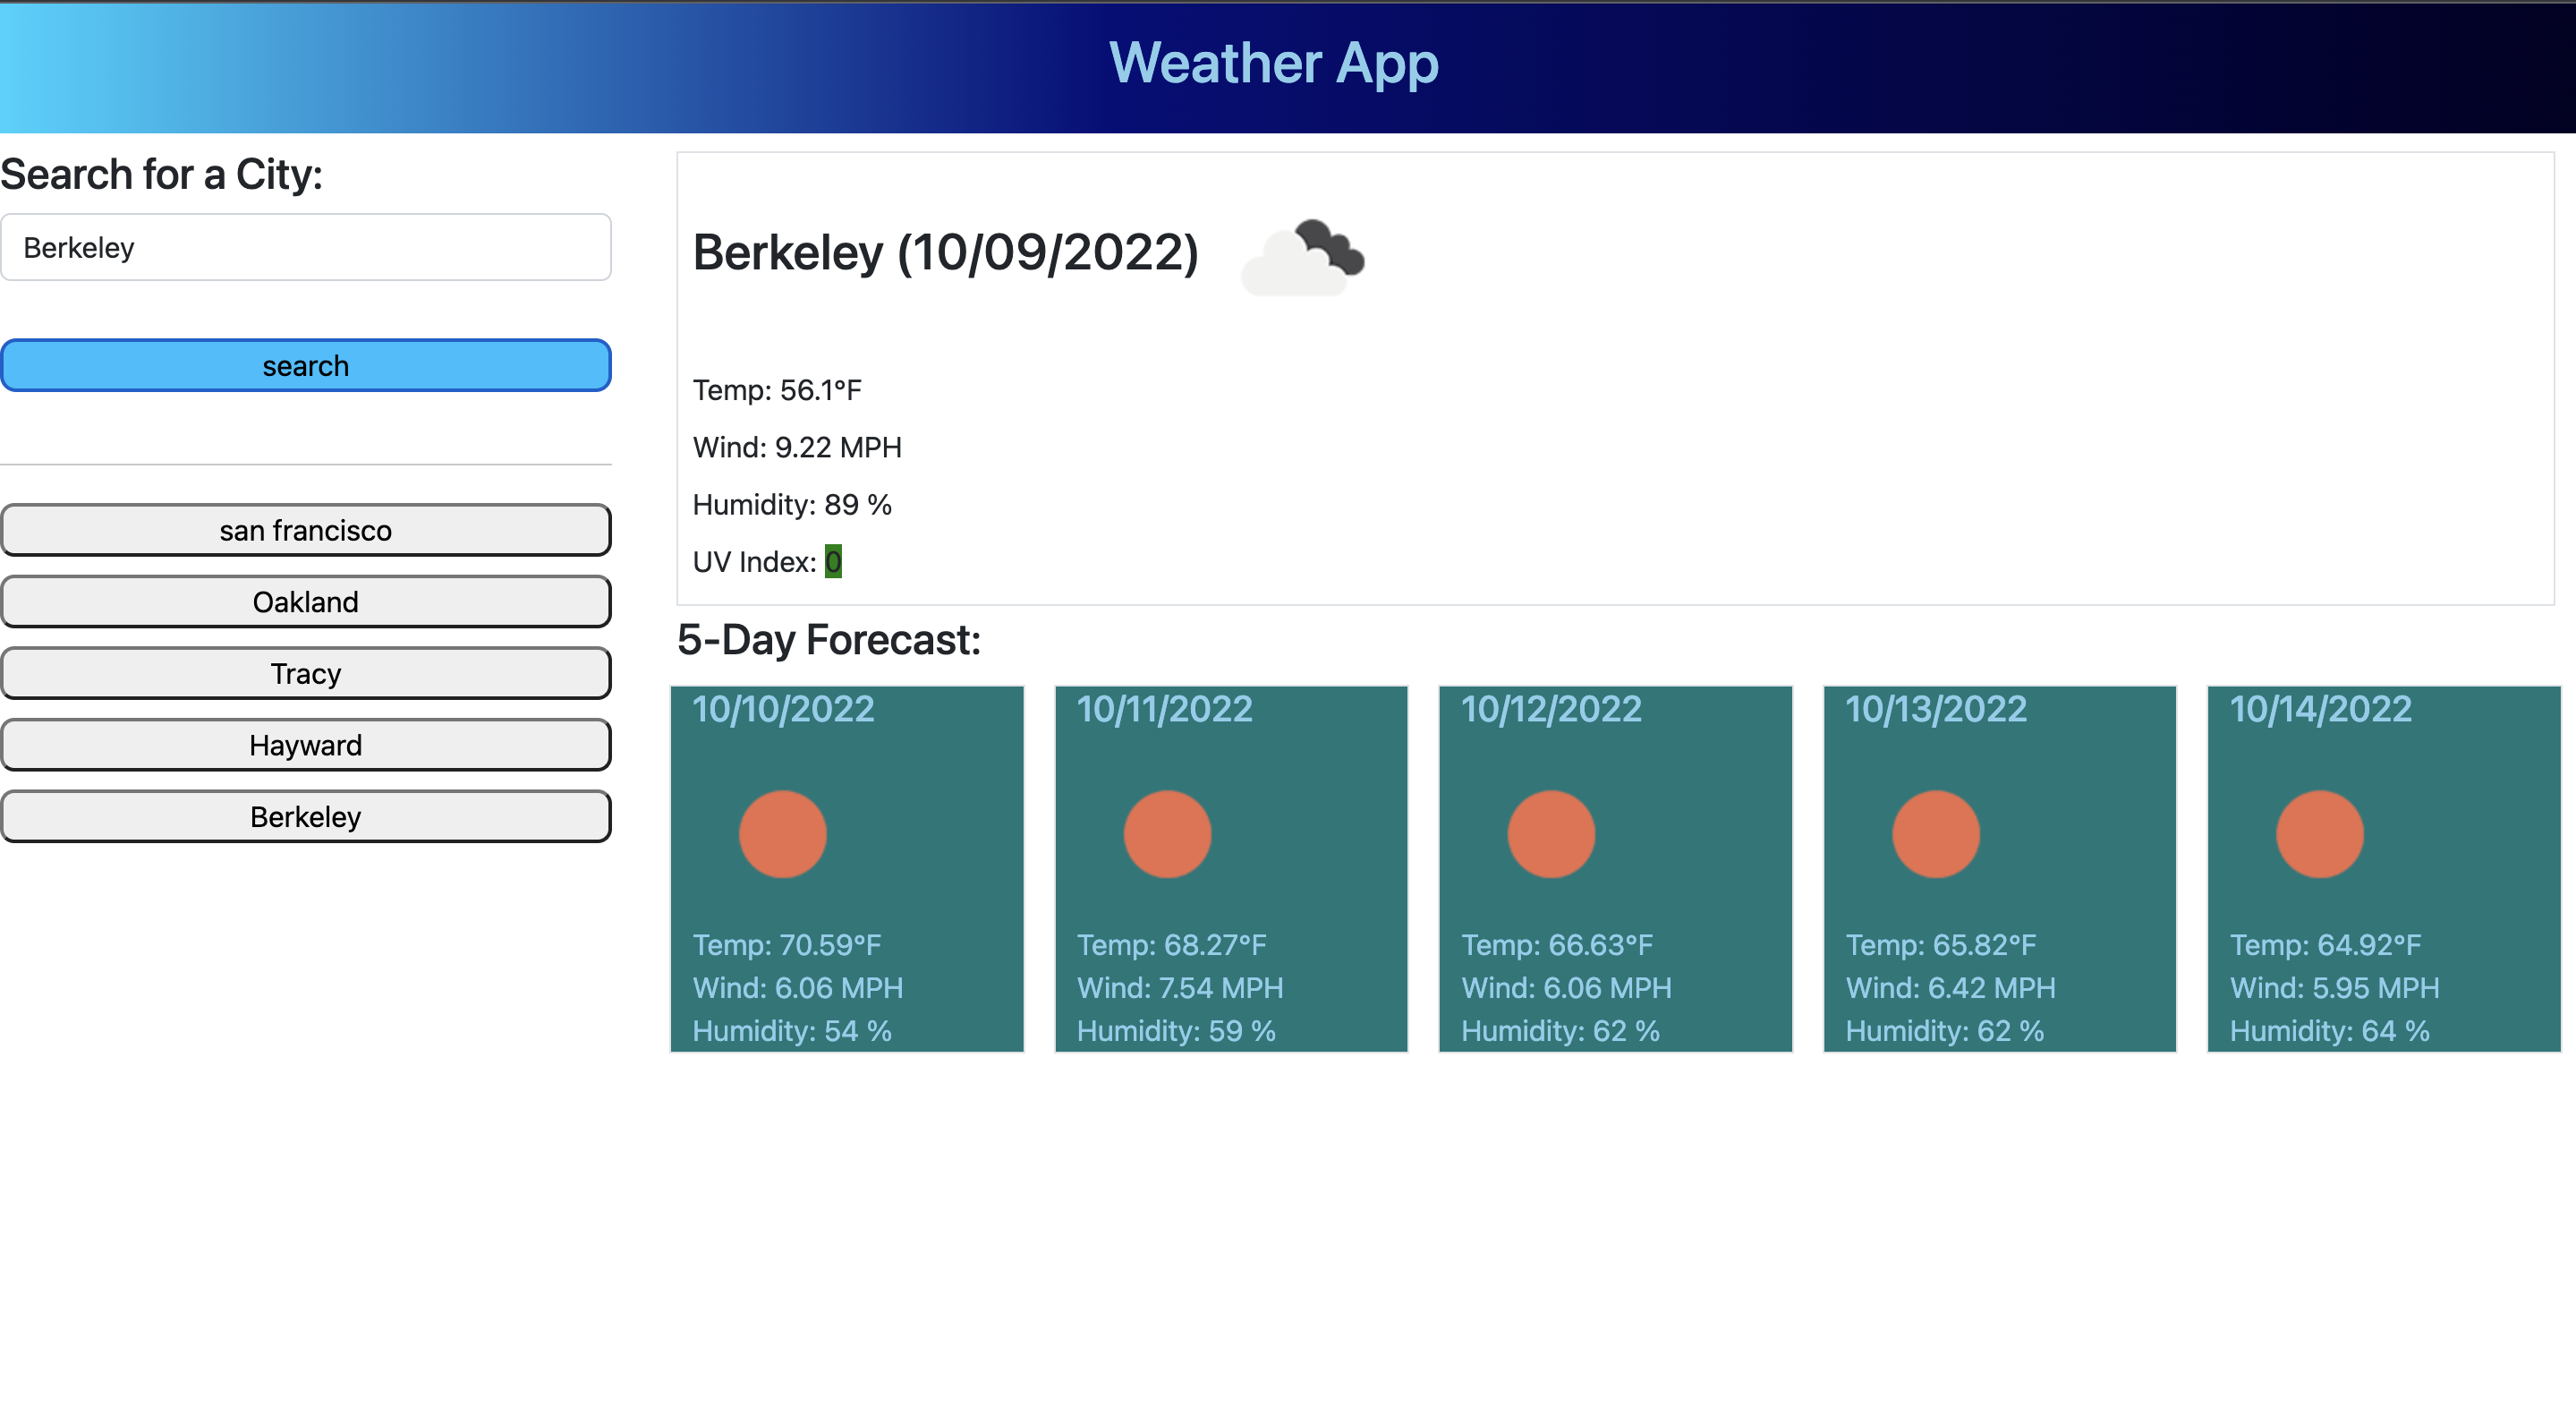 Weather App
Search for a City:
Berkeley
search
san francisco
Oakland
Tracy
Hayward
Berkeley
Berkeley (10/09/2022)
Temp: 56.1°F
Wind: 9.22 MPH
Humidity: 89 %
UV Index: 0
5-Day Forecast:
10/10/2022
Temp: 70.59°F
Wind: 6.06 MPH
Humidity: 54 %
10/11/2022
Temp: 68.27°F
Wind: 7.54 MPH
Humidity: 59 %
10/12/2022
Temp: 66.63°F
Wind: 6.06 MPH
Humidity: 62 %
10/13/2022
Temp: 65.82°F
Wind: 6.42 MPH
Humidity: 62 %
10/14/2022
Temp: 64.92°F
Wind: 5.95 MPH
Humidity: 64 %